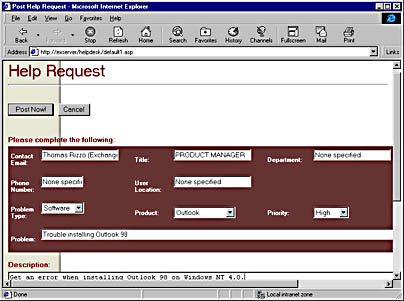 Post Help Request - Microsoft Internet Explorer
File Edit View Go Favorites Help
Back Forward Stop Refresh Home Search Favorites History Channels Fullscreen Mail Print
Address http://exserver/helpdesk/default1.asp Links
Help Request
Post Now! Cancel
Please complete the following:
Contact Email: Thomas Rizzo (Exchang Title: PRODUCT MANAGER Department: None specified
Phone Number: None specifi User Location: None specified
Problem Type: Software Product: Outlook Priority: High
Problem: Trouble installing Outlook 98
Description:
Get an error when installing Outlook 98 on Windows NT 4.0.
Done Local intranet zone